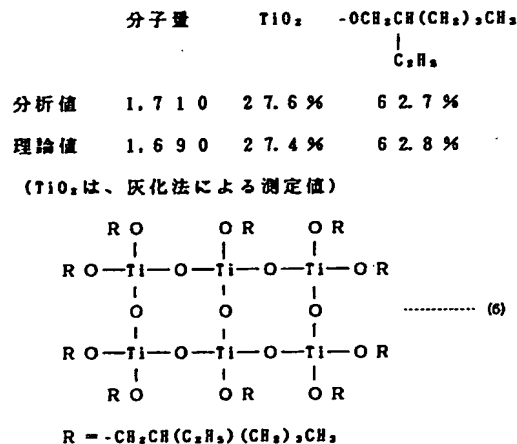 分子量 TiO₂ -OCH₂CH(CH₂)₃CH₃
C₂H₅
分析値 1,710 27.6% 62.7%
理論値 1,690 27.4% 62.8%
(TiO₂は、灰化法による測定値)
RO OR OR
RO—Ti—O—Ti—O—Ti—OR
O O O
RO—Ti—O—Ti—O—Ti—OR
RO OR OR
………… (6)
R = -CH₂CH(C₂H₅)(CH₂)₃CH₃